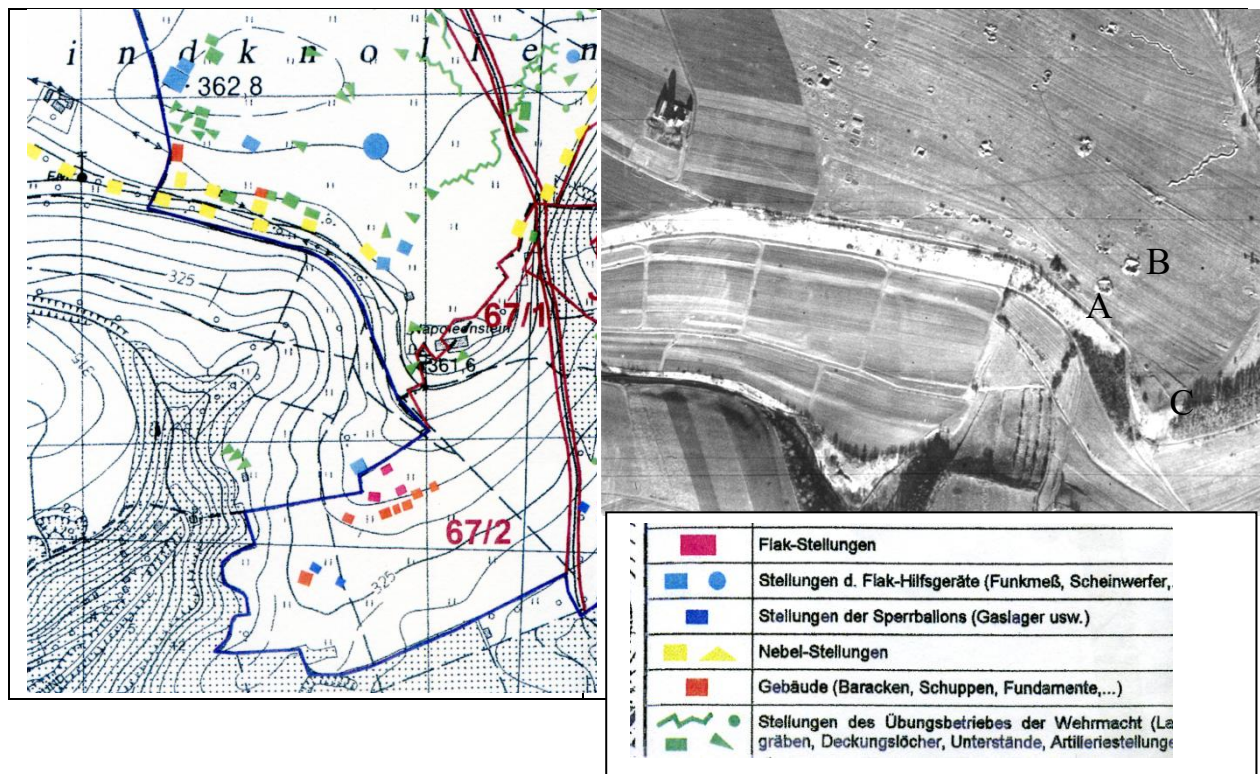 i n d k n o l l e n
362,8
325
67/1
Napoleonstein
361,6
315
67/2
325
B
A
C
Flak-Stellungen
Stellungen d. Flak-Hilfsgeräte (Funkmeß, Scheinwerfer,.
Stellungen der Sperrballons (Gaslager usw.)
Nebel-Stellungen
Gebäude (Baracken, Schuppen, Fundamente,...)
Stellungen des Übungsbetriebes der Wehrmacht (La
gräben, Deckungslöcher, Unterstände, Artilleriestellunge